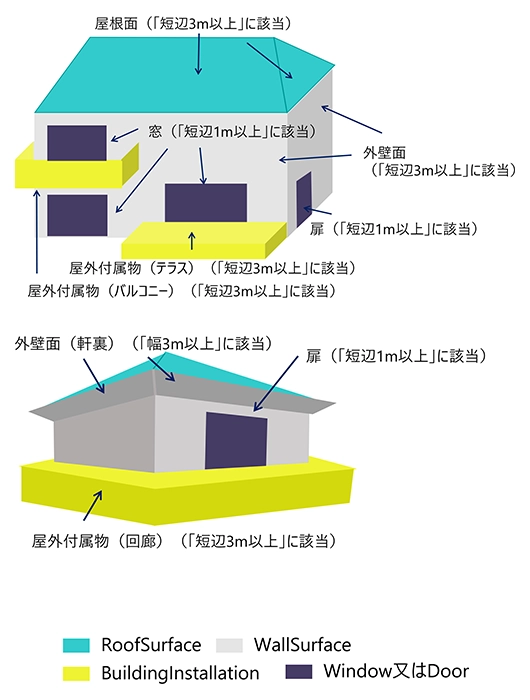 屋根面（｢短辺3m以上｣に該当）
窓（｢短辺1m以上｣に該当）
外壁面
（｢短辺3m以上｣に該当）
扉（｢短辺1m以上｣に該当）
屋外付属物（ﾃﾗｽ）（｢短辺3m以上｣に該当）
屋外付属物（バルコニー）（｢短辺3m以上｣に該当）
外壁面（軒裏）（｢幅3m以上｣に該当）
扉（｢短辺1m以上｣に該当）
屋外付属物（回廊）（｢短辺3m以上｣に該当）
RoofSurface WallSurface
BuildingInstallation Window又はDoor